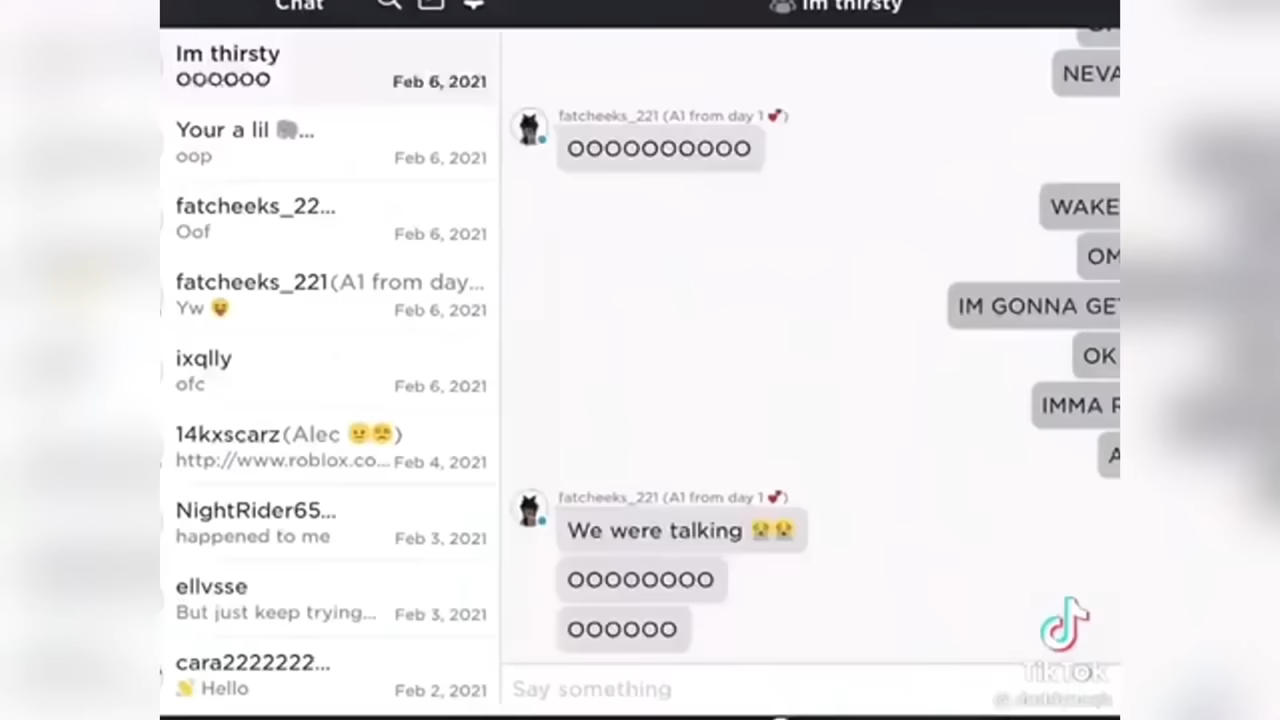 Chat
Im thirsty
Im thirsty
OOOOOO
Feb 6, 2021
Your a lil 🐘...
oop
Feb 6, 2021
fatcheeks_22...
Oof
Feb 6, 2021
fatcheeks_221(A1 from day...
Yw 😝
Feb 6, 2021
ixqlly
ofc
Feb 6, 2021
14kxscarz(Alec 😐😔)
http://www.roblox.co...
Feb 4, 2021
NightRider65...
happened to me
Feb 3, 2021
ellvsse
But just keep trying...
Feb 3, 2021
cara2222222...
👋 Hello
Feb 2, 2021
NEVA
fatcheeks_221 (A1 from day 1 💕)
OOOOOOOOOO
WAKE
OM
IM GONNA GET
OK
IMMA R
A
fatcheeks_221 (A1 from day 1 💕)
We were talking 😭😭
OOOOOOOO
OOOOOO
Say something
TikTok